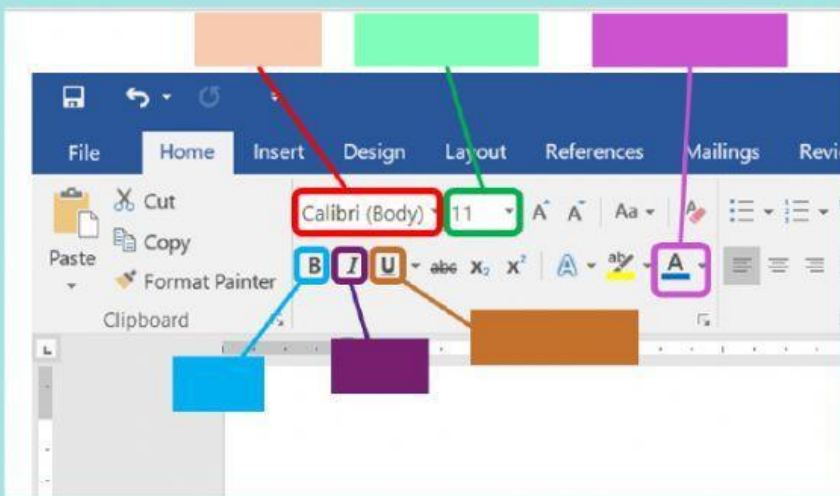 File Home Insert Design Layout References Mailings
Cut
Calibri (Body) 11 A A Aa
Copy
Paste
Format Painter
B I U abc X₂ X² A aby A
Clipboard
L